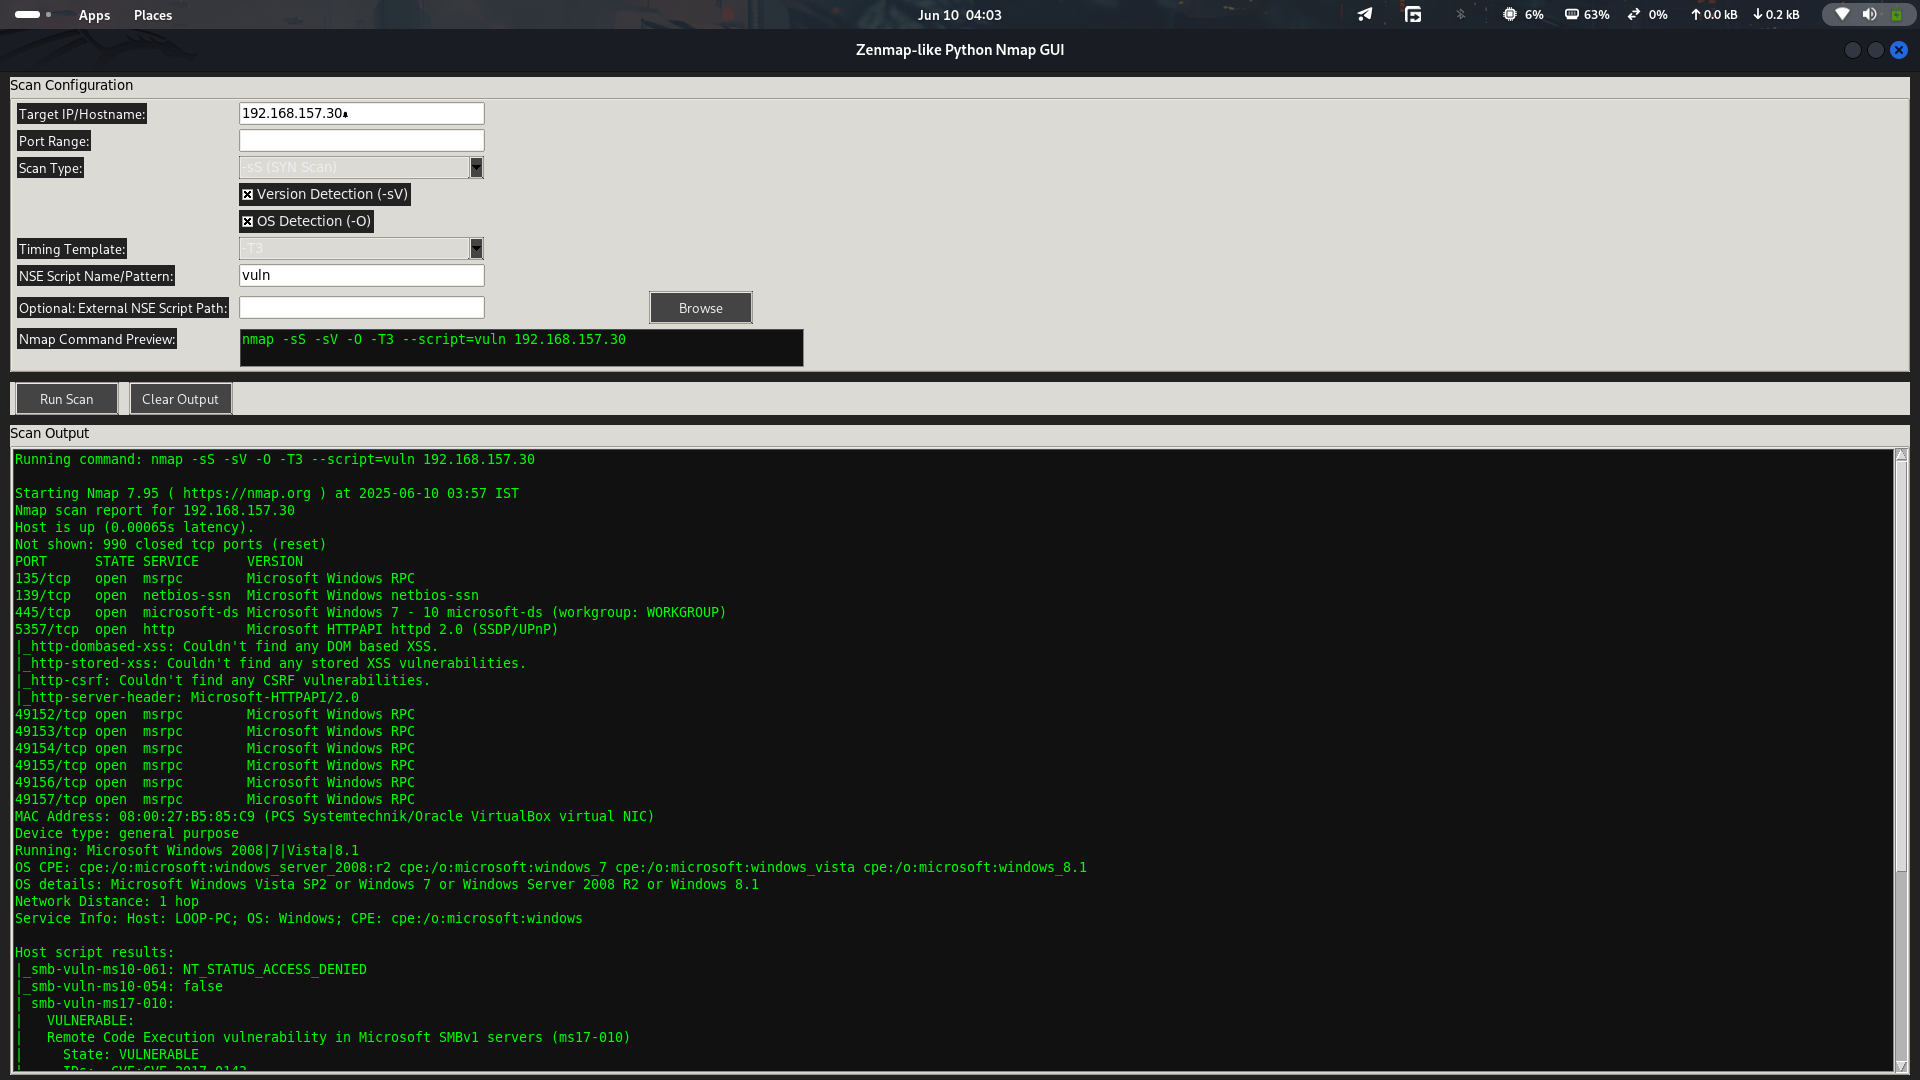 Apps Places Jun 10 04:03 6% 63% 0% 0.0 kB 0.2 kB
Zenmap-like Python Nmap GUI
Scan Configuration
Target IP/Hostname: 192.168.157.30
Port Range:
Scan Type: -sS (SYN Scan)
Version Detection (-sV)
OS Detection (-O)
Timing Template: -T3
NSE Script Name/Pattern: vuln
Optional: External NSE Script Path: Browse
Nmap Command Preview: nmap -sS -sV -O -T3 --script=vuln 192.168.157.30
Run Scan Clear Output
Scan Output
Running command: nmap -sS -sV -O -T3 --script=vuln 192.168.157.30
Starting Nmap 7.95 ( https://nmap.org ) at 2025-06-10 03:57 IST
Nmap scan report for 192.168.157.30
Host is up (0.00065s latency).
Not shown: 990 closed tcp ports (reset)
PORT STATE SERVICE VERSION
135/tcp open msrpc Microsoft Windows RPC
139/tcp open netbios-ssn Microsoft Windows netbios-ssn
445/tcp open microsoft-ds Microsoft Windows 7 - 10 microsoft-ds (workgroup: WORKGROUP)
5357/tcp open http Microsoft HTTPAPI httpd 2.0 (SSDP/UPnP)
|_http-dombased-xss: Couldn't find any DOM based XSS.
|_http-stored-xss: Couldn't find any stored XSS vulnerabilities.
|_http-csrf: Couldn't find any CSRF vulnerabilities.
|_http-server-header: Microsoft-HTTPAPI/2.0
49152/tcp open msrpc Microsoft Windows RPC
49153/tcp open msrpc Microsoft Windows RPC
49154/tcp open msrpc Microsoft Windows RPC
49155/tcp open msrpc Microsoft Windows RPC
49156/tcp open msrpc Microsoft Windows RPC
49157/tcp open msrpc Microsoft Windows RPC
MAC Address: 08:00:27:B5:85:C9 (PCS Systemtechnik/Oracle VirtualBox virtual NIC)
Device type: general purpose
Running: Microsoft Windows 2008|7|Vista|8.1
OS CPE: cpe:/o:microsoft:windows_server_2008:r2 cpe:/o:microsoft:windows_7 cpe:/o:microsoft:windows_vista cpe:/o:microsoft:windows_8.1
OS details: Microsoft Windows Vista SP2 or Windows 7 or Windows Server 2008 R2 or Windows 8.1
Network Distance: 1 hop
Service Info: Host: LOOP-PC; OS: Windows; CPE: cpe:/o:microsoft:windows
Host script results:
|_smb-vuln-ms10-061: NT_STATUS_ACCESS_DENIED
|_smb-vuln-ms10-054: false
| smb-vuln-ms17-010:
|   VULNERABLE:
|   Remote Code Execution vulnerability in Microsoft SMBv1 servers (ms17-010)
|     State: VULNERABLE
|     IDs:  CVE:CVE-2017-0143